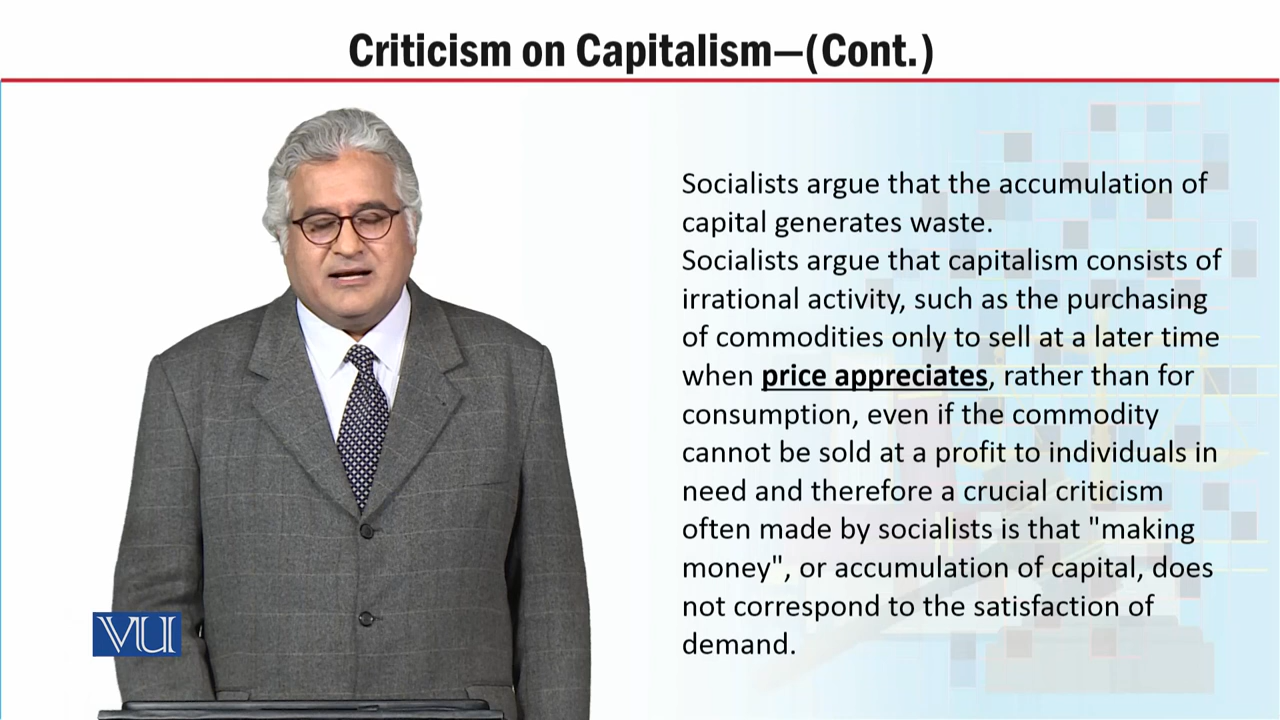 Criticism on Capitalism—(Cont.)
Socialists argue that the accumulation of
capital generates waste.
Socialists argue that capitalism consists of
irrational activity, such as the purchasing
of commodities only to sell at a later time
when price appreciates, rather than for
consumption, even if the commodity
cannot be sold at a profit to individuals in
need and therefore a crucial criticism
often made by socialists is that "making
money", or accumulation of capital, does
not correspond to the satisfaction of
demand.
VU